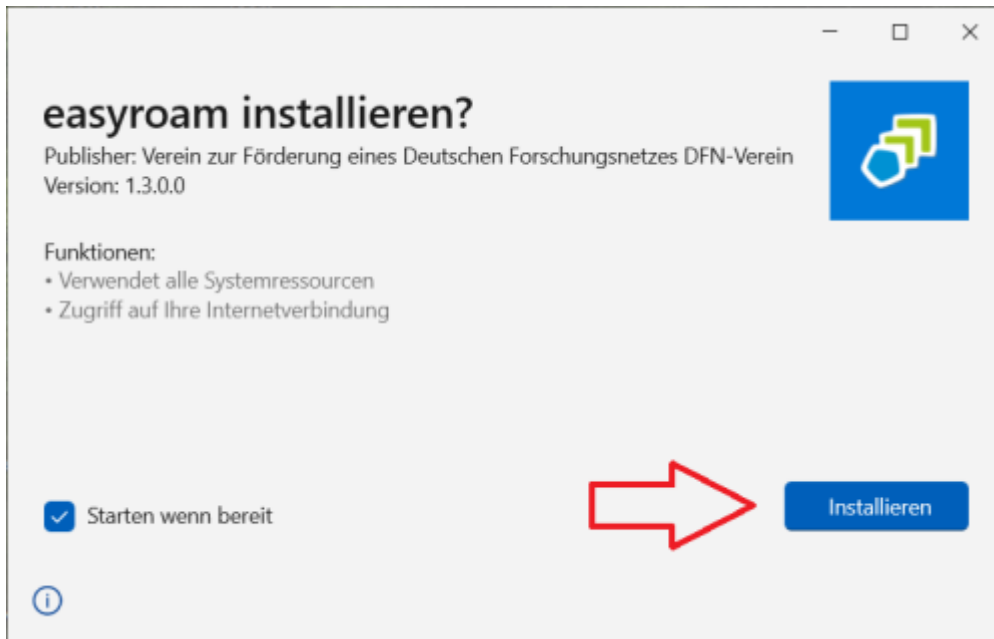 easyroam installieren?
Publisher: Verein zur Förderung eines Deutschen Forschungsnetzes DFN-Verein
Version: 1.3.0.0
Funktionen:
• Verwendet alle Systemressourcen
• Zugriff auf Ihre Internetverbindung
Starten wenn bereit
Installieren